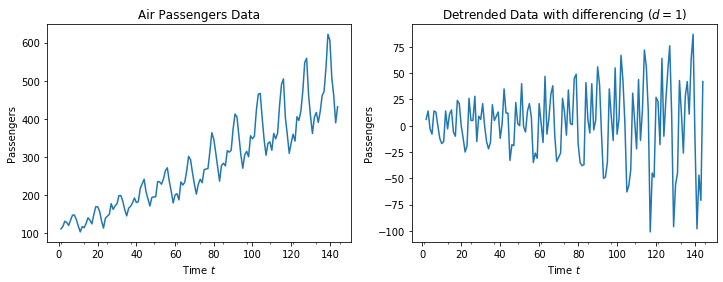 Air Passengers Data
Passengers
600
500
400
300
200
100
0 20 40 60 80 100 120 140
Time t
Detrended Data with differencing (d = 1)
Passengers
75
50
25
0
−25
−50
−75
−100
0 20 40 60 80 100 120 140
Time t